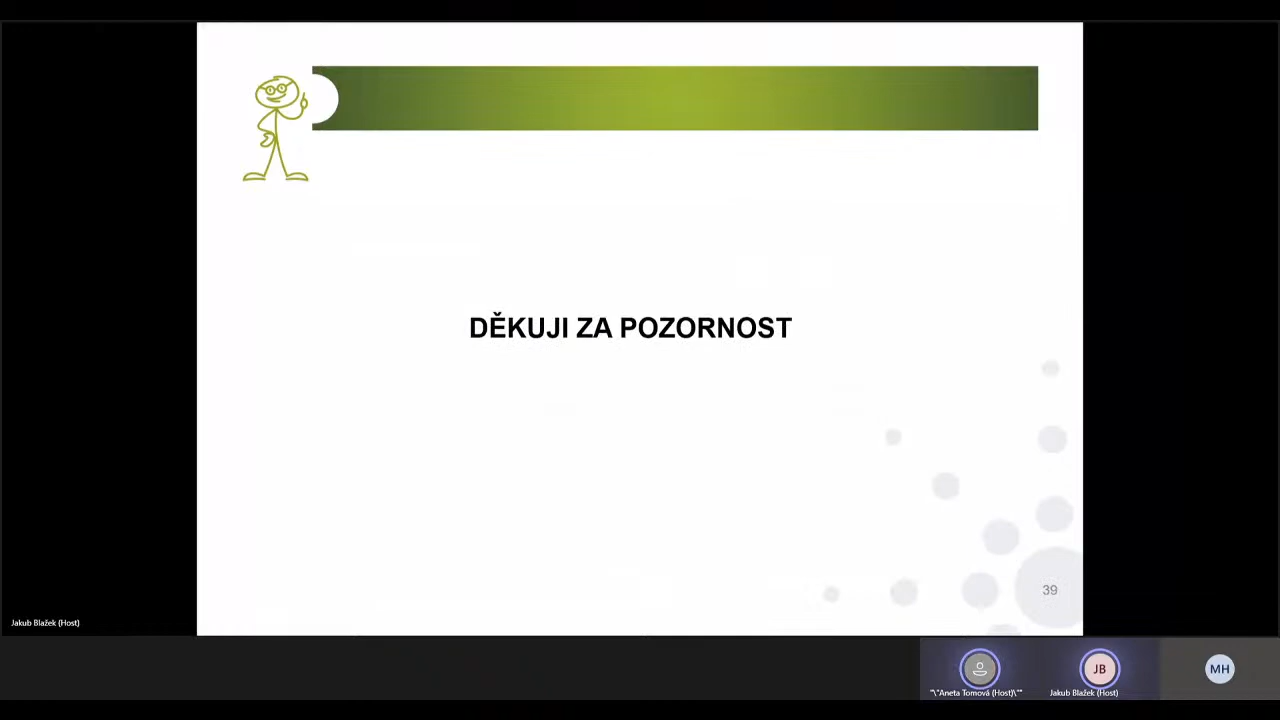 DĚKUJI ZA POZORNOST
39
Jakub Blažek (Host)
JB
MH
"\"Aneta Tomová (Host)\""
Jakub Blažek (Host)